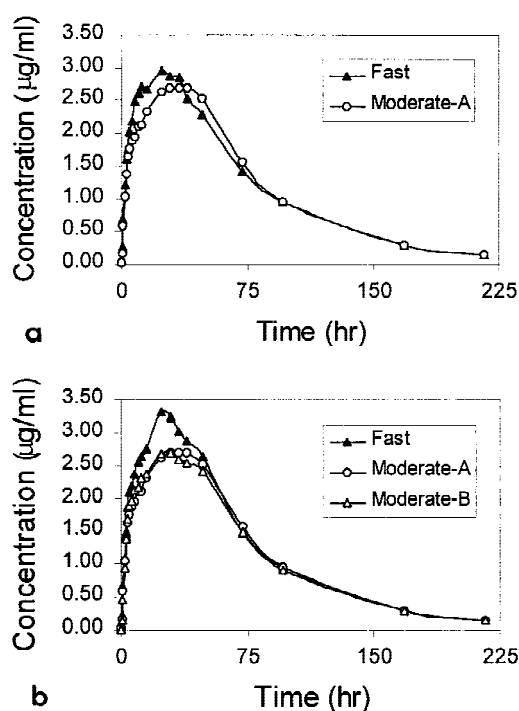 3.50
3.00
2.50
2.00
1.50
1.00
0.50
0.00
Concentration (µg/ml)
Fast
Moderate-A
0 75 150 225
Time (hr)
a
3.50
3.00
2.50
2.00
1.50
1.00
0.50
0.00
Concentration (µg/ml)
Fast
Moderate-A
Moderate-B
0 75 150 225
Time (hr)
b